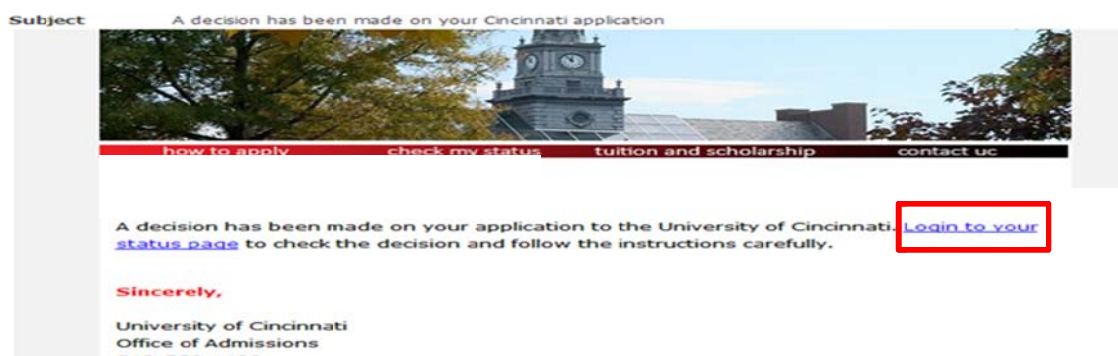 Subject A decision has been made on your Cincinnati application
how to apply check my status tuition and scholarship contact uc
A decision has been made on your application to the University of Cincinnati. Login to your
status page to check the decision and follow the instructions carefully.
Sincerely,
University of Cincinnati
Office of Admissions